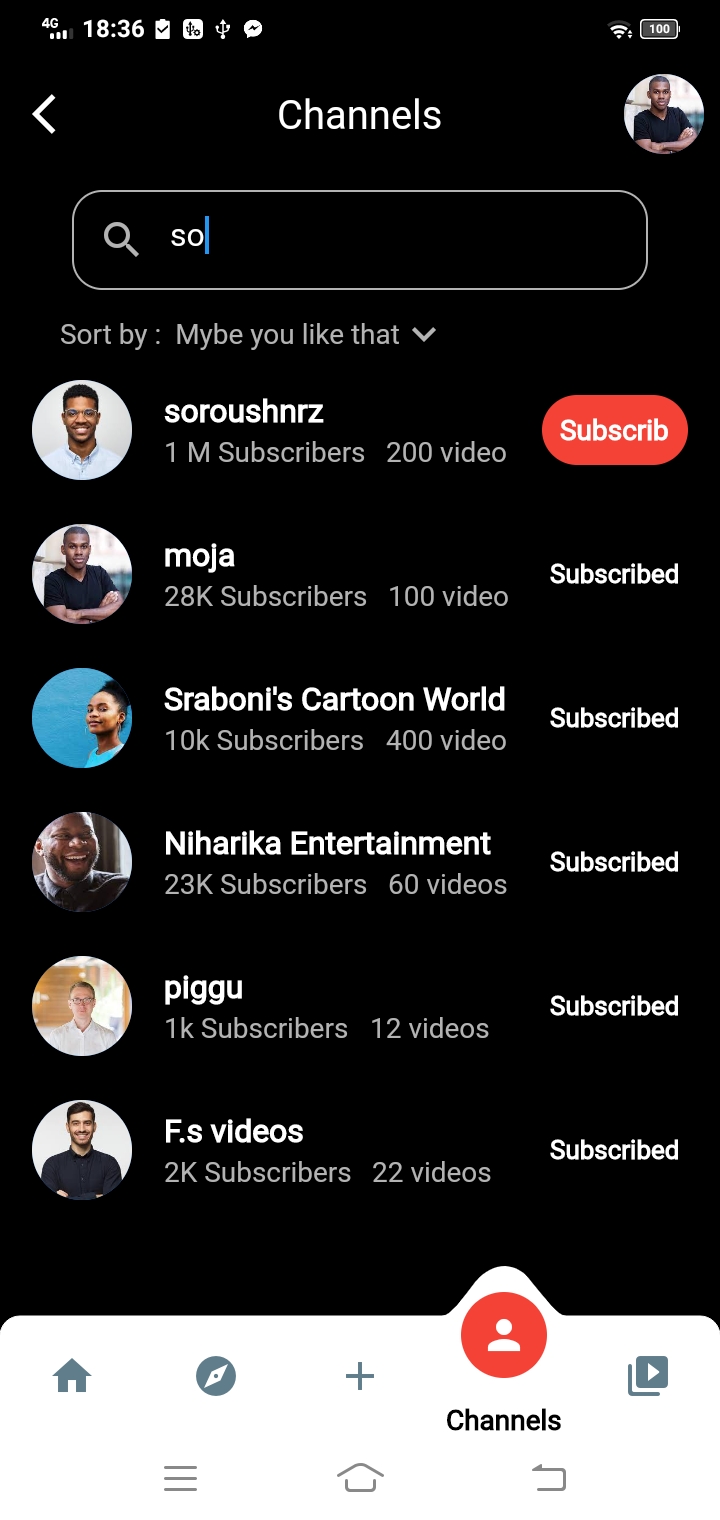 4G 18:36 100
Channels
so
Sort by : Mybe you like that
soroushnrz
1 M Subscribers 200 video
Subscrib
moja
28K Subscribers 100 video
Subscribed
Sraboni's Cartoon World
10k Subscribers 400 video
Subscribed
Niharika Entertainment
23K Subscribers 60 videos
Subscribed
piggu
1k Subscribers 12 videos
Subscribed
F.s videos
2K Subscribers 22 videos
Subscribed
Channels